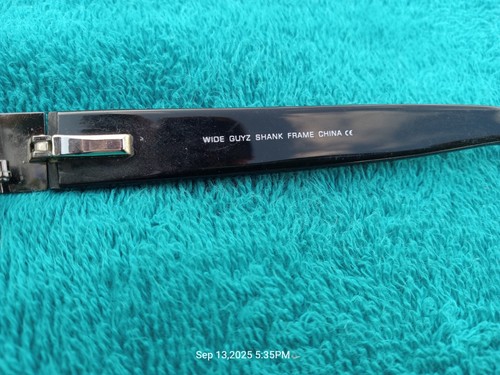 WIDE GUYZ SHANK FRAME CHINA CE
Sep 13,2025 5:35PM